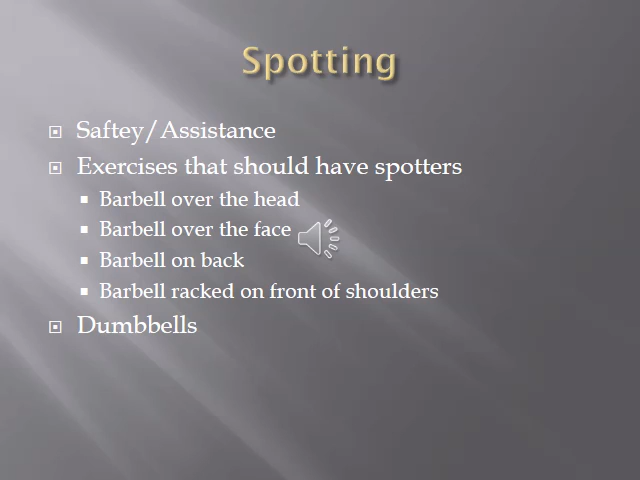 Spotting
Saftey/Assistance
Exercises that should have spotters
Barbell over the head
Barbell over the face
Barbell on back
Barbell racked on front of shoulders
Dumbbells